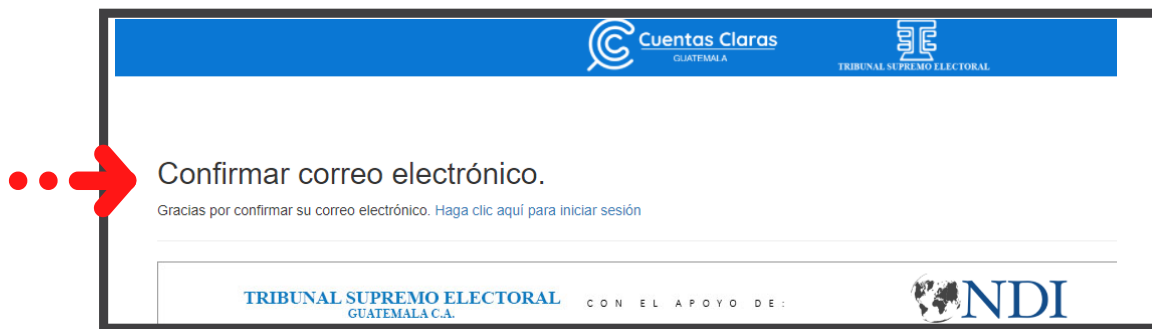 Cuentas Claras
GUATEMALA
TRIBUNAL SUPREMO ELECTORAL
Confirmar correo electrónico.
Gracias por confirmar su correo electrónico. Haga clic aquí para iniciar sesión
TRIBUNAL SUPREMO ELECTORAL
GUATEMALA C.A.
CON EL APOYO DE:
NDI